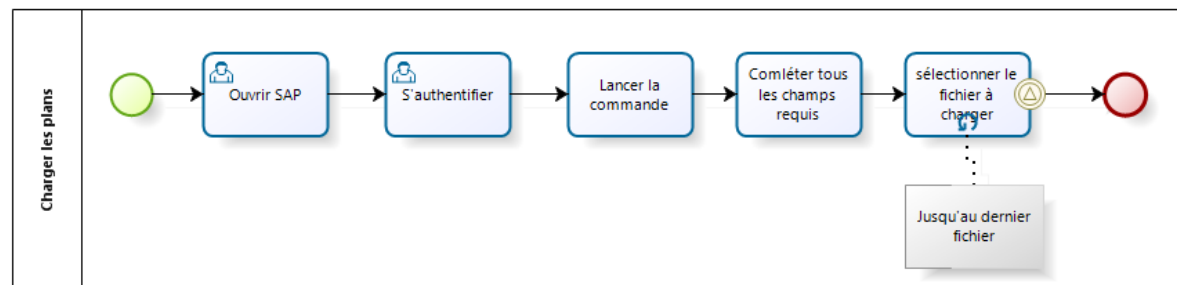 Charger les plans
Ouvrir SAP
S'authentifier
Lancer la
commande
Comléter tous
les champs
requis
sélectionner le
fichier à
charger
Jusqu'au dernier
fichier